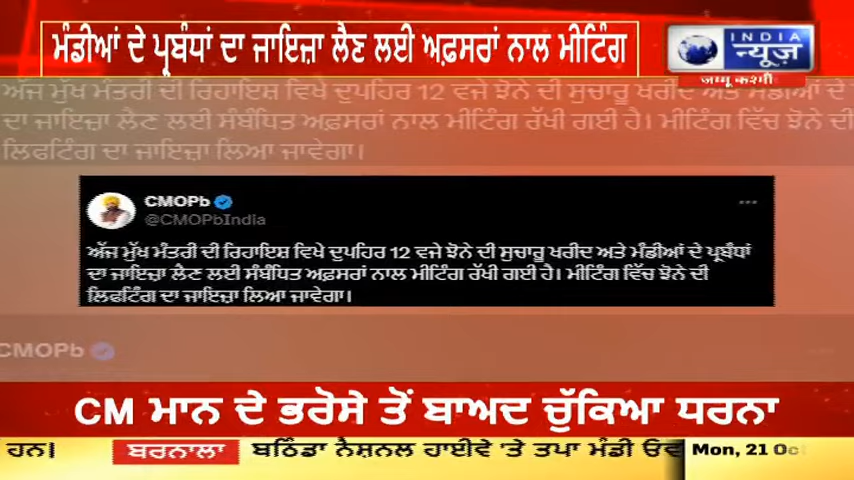 ਮੰਡੀਆਂ ਦੇ ਪ੍ਰਬੰਧਾਂ ਦਾ ਜਾਇਜ਼ਾ ਲੈਣ ਲਈ ਅਫ਼ਸਰਾਂ ਨਾਲ ਮੀਟਿੰਗ
INDIA
न्यूज़
ਅੱਜ ਮੁੱਖ ਮੰਤਰੀ ਦੀ ਰਿਹਾਇਸ਼ ਵਿਖੇ ਦੁਪਹਿਰ 12 ਵਜੇ ਝੋਨੇ ਦੀ ਸੁਚਾਰੂ ਖਰੀਦ ਅਤੇ ਮੰਡੀਆਂ ਦੇ
ਦਾ ਜਾਇਜ਼ਾ ਲੈਣ ਲਈ ਸੰਬੰਧਿਤ ਅਫ਼ਸਰਾਂ ਨਾਲ ਮੀਟਿੰਗ ਰੱਖੀ ਗਈ ਹੈ। ਮੀਟਿੰਗ ਵਿੱਚ ਝੋਨੇ ਦੀ
ਲਿਫਟਿੰਗ ਦਾ ਜਾਇਜ਼ਾ ਲਿਆ ਜਾਵੇਗਾ।
CMOPb
@CMOPbIndia
ਅੱਜ ਮੁੱਖ ਮੰਤਰੀ ਦੀ ਰਿਹਾਇਸ਼ ਵਿਖੇ ਦੁਪਹਿਰ 12 ਵਜੇ ਝੋਨੇ ਦੀ ਸੁਚਾਰੂ ਖਰੀਦ ਅਤੇ ਮੰਡੀਆਂ ਦੇ ਪ੍ਰਬੰਧਾਂ
ਦਾ ਜਾਇਜ਼ਾ ਲੈਣ ਲਈ ਸੰਬੰਧਿਤ ਅਫ਼ਸਰਾਂ ਨਾਲ ਮੀਟਿੰਗ ਰੱਖੀ ਗਈ ਹੈ। ਮੀਟਿੰਗ ਵਿੱਚ ਝੋਨੇ ਦੀ
ਲਿਫਟਿੰਗ ਦਾ ਜਾਇਜ਼ਾ ਲਿਆ ਜਾਵੇਗਾ।
CMOPb
CM ਮਾਨ ਦੇ ਭਰੋਸੇ ਤੋਂ ਬਾਅਦ ਚੁੱਕਿਆ ਧਰਨਾ
ਹਨ। ਬਰਨਾਲਾ ਬਠਿੰਡਾ ਨੈਸ਼ਨਲ ਹਾਈਵੇ 'ਤੇ ਤਪਾ ਮੰਡੀ Mon, 21